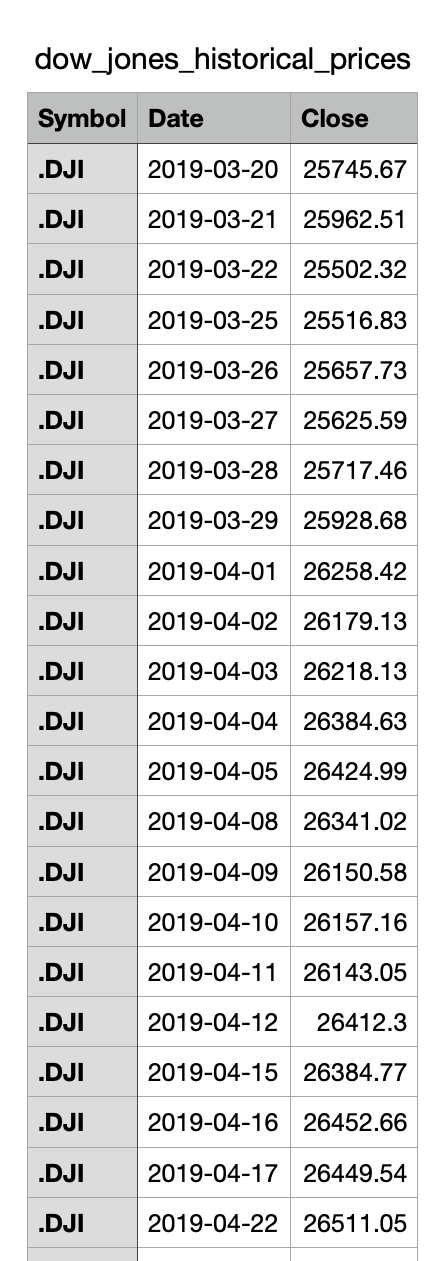 dow_jones_historical_prices
Symbol Date Close
.DJI 2019-03-20 25745.67
.DJI 2019-03-21 25962.51
.DJI 2019-03-22 25502.32
.DJI 2019-03-25 25516.83
.DJI 2019-03-26 25657.73
.DJI 2019-03-27 25625.59
.DJI 2019-03-28 25717.46
.DJI 2019-03-29 25928.68
.DJI 2019-04-01 26258.42
.DJI 2019-04-02 26179.13
.DJI 2019-04-03 26218.13
.DJI 2019-04-04 26384.63
.DJI 2019-04-05 26424.99
.DJI 2019-04-08 26341.02
.DJI 2019-04-09 26150.58
.DJI 2019-04-10 26157.16
.DJI 2019-04-11 26143.05
.DJI 2019-04-12 26412.3
.DJI 2019-04-15 26384.77
.DJI 2019-04-16 26452.66
.DJI 2019-04-17 26449.54
.DJI 2019-04-22 26511.05